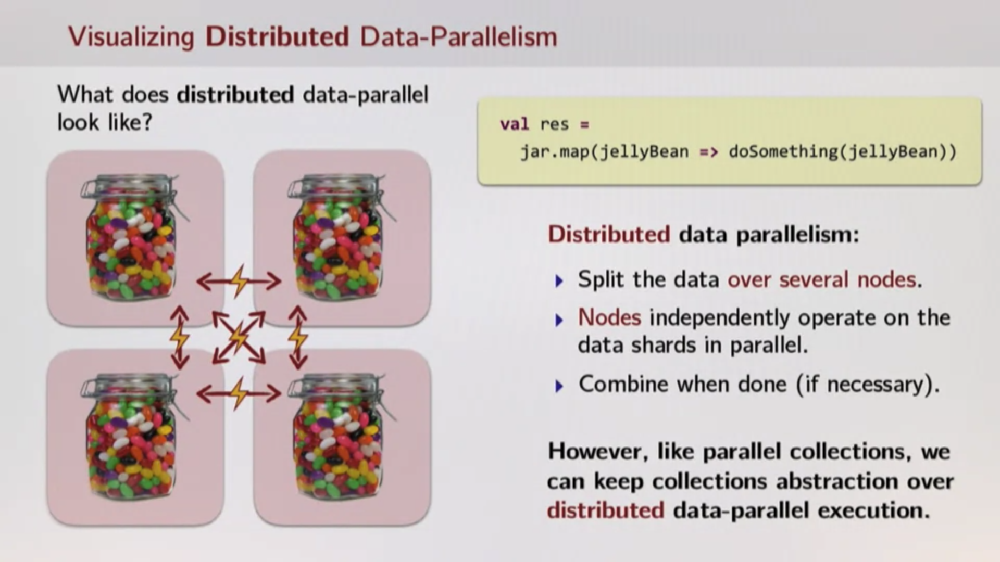 Visualizing Distributed Data-Parallelism
What does distributed data-parallel
look like?
val res =
jar.map(jellyBean => doSomething(jellyBean))
Distributed data parallelism:
Split the data over several nodes.
Nodes independently operate on the
data shards in parallel.
Combine when done (if necessary).
However, like parallel collections, we
can keep collections abstraction over
distributed data-parallel execution.